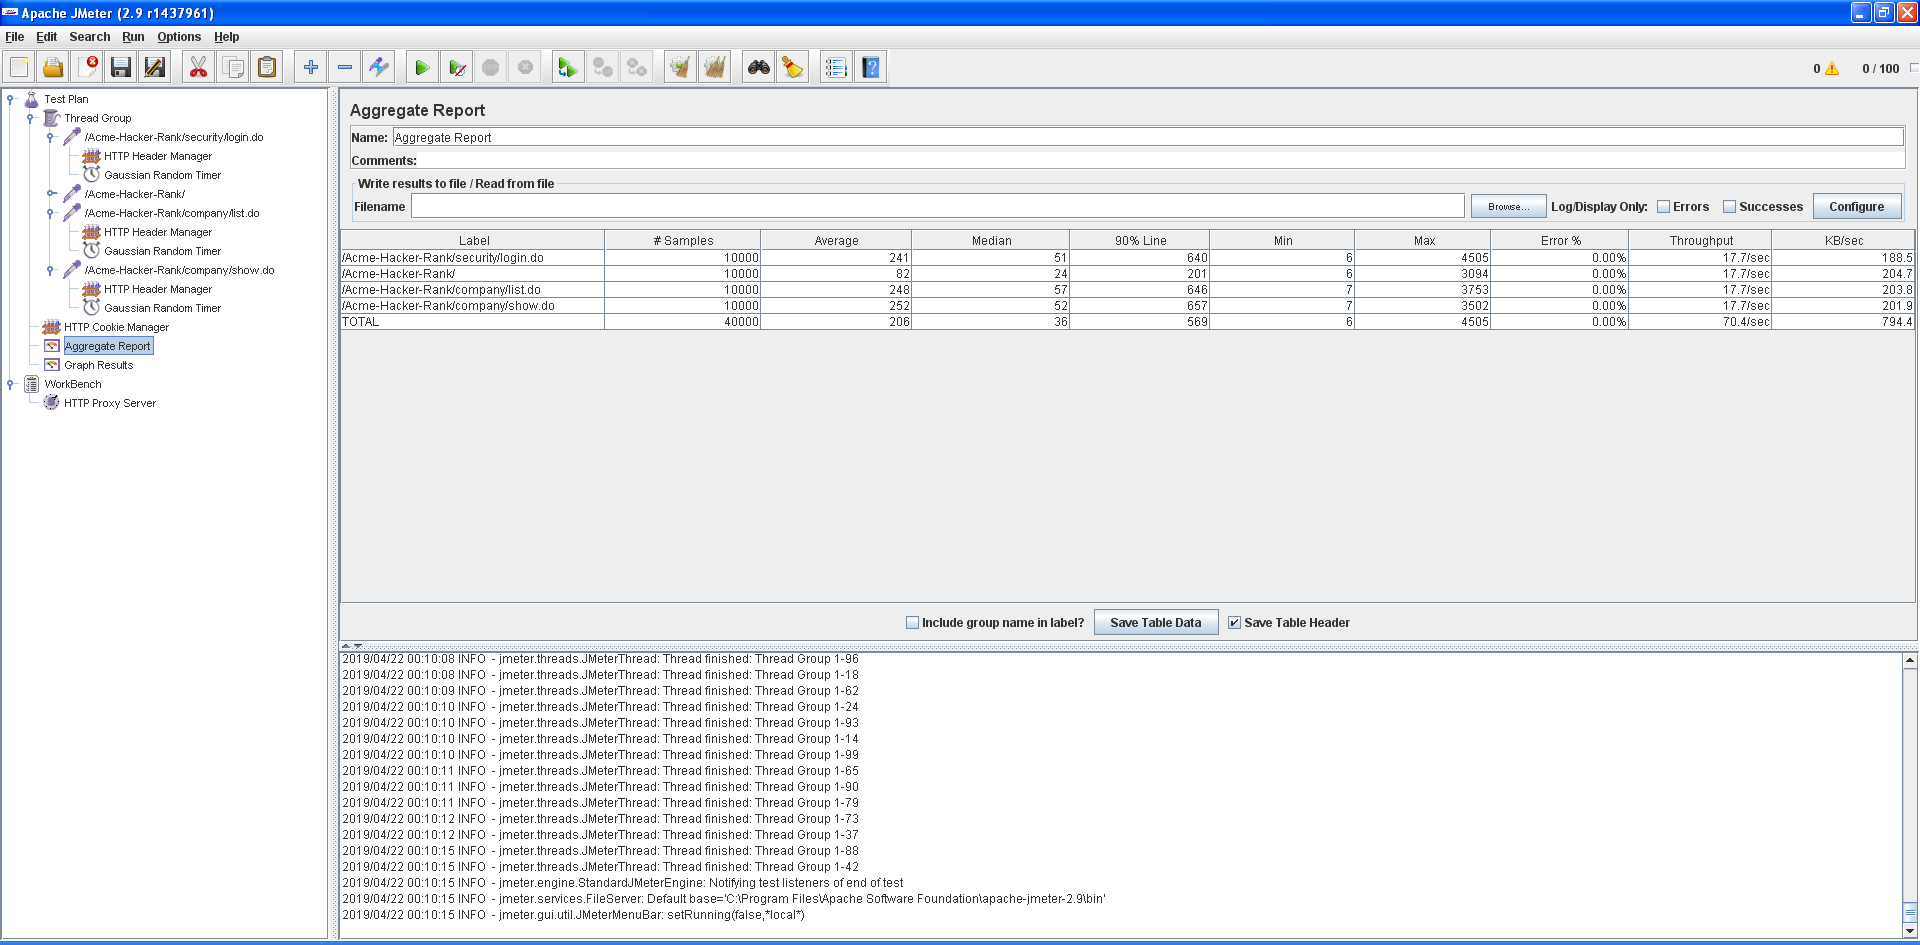 Apache JMeter (2.9 r1437961)
File Edit Search Run Options Help
0 0 / 100
Test Plan
Thread Group
/Acme-Hacker-Rank/security/login.do
HTTP Header Manager
Gaussian Random Timer
/Acme-Hacker-Rank/
/Acme-Hacker-Rank/company/list.do
HTTP Header Manager
Gaussian Random Timer
/Acme-Hacker-Rank/company/show.do
HTTP Header Manager
Gaussian Random Timer
HTTP Cookie Manager
Aggregate Report
Graph Results
WorkBench
HTTP Proxy Server
Aggregate Report
Name: Aggregate Report
Comments:
Write results to file / Read from file
Filename Browse... Log/Display Only: Errors Successes Configure
Label # Samples Average Median 90% Line Min Max Error % Throughput KB/sec
/Acme-Hacker-Rank/security/login.do 10000 241 51 640 6 4505 0.00% 17.7/sec 188.5
/Acme-Hacker-Rank/ 10000 82 24 201 6 3094 0.00% 17.7/sec 204.7
/Acme-Hacker-Rank/company/list.do 10000 248 57 646 7 3753 0.00% 17.7/sec 203.8
/Acme-Hacker-Rank/company/show.do 10000 252 52 657 7 3502 0.00% 17.7/sec 201.9
TOTAL 40000 206 36 569 6 4505 0.00% 70.4/sec 794.4
Include group name in label? Save Table Data Save Table Header
2019/04/22 00:10:08 INFO - jmeter.threads.JMeterThread: Thread finished: Thread Group 1-96
2019/04/22 00:10:08 INFO - jmeter.threads.JMeterThread: Thread finished: Thread Group 1-18
2019/04/22 00:10:09 INFO - jmeter.threads.JMeterThread: Thread finished: Thread Group 1-62
2019/04/22 00:10:10 INFO - jmeter.threads.JMeterThread: Thread finished: Thread Group 1-24
2019/04/22 00:10:10 INFO - jmeter.threads.JMeterThread: Thread finished: Thread Group 1-93
2019/04/22 00:10:10 INFO - jmeter.threads.JMeterThread: Thread finished: Thread Group 1-14
2019/04/22 00:10:10 INFO - jmeter.threads.JMeterThread: Thread finished: Thread Group 1-99
2019/04/22 00:10:11 INFO - jmeter.threads.JMeterThread: Thread finished: Thread Group 1-65
2019/04/22 00:10:11 INFO - jmeter.threads.JMeterThread: Thread finished: Thread Group 1-90
2019/04/22 00:10:11 INFO - jmeter.threads.JMeterThread: Thread finished: Thread Group 1-79
2019/04/22 00:10:12 INFO - jmeter.threads.JMeterThread: Thread finished: Thread Group 1-73
2019/04/22 00:10:12 INFO - jmeter.threads.JMeterThread: Thread finished: Thread Group 1-37
2019/04/22 00:10:15 INFO - jmeter.threads.JMeterThread: Thread finished: Thread Group 1-88
2019/04/22 00:10:15 INFO - jmeter.threads.JMeterThread: Thread finished: Thread Group 1-42
2019/04/22 00:10:15 INFO - jmeter.engine.StandardJMeterEngine: Notifying test listeners of end of test
2019/04/22 00:10:15 INFO - jmeter.services.FileServer: Default base='C:\Program Files\Apache Software Foundation\apache-jmeter-2.9\bin'
2019/04/22 00:10:15 INFO - jmeter.gui.util.JMeterMenuBar: setRunning(false,*local*)